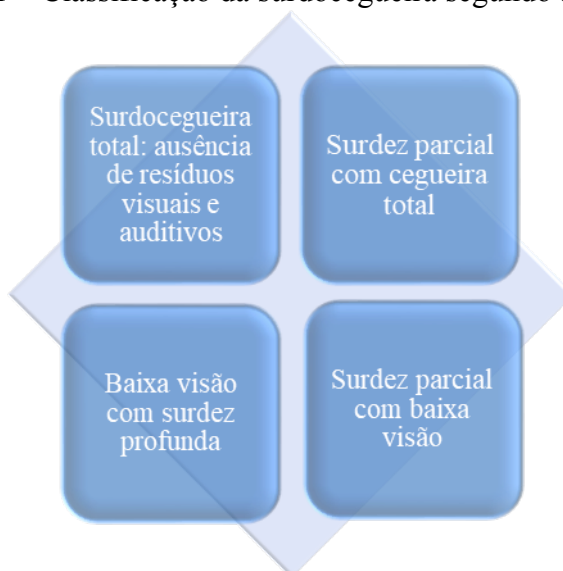 Classificação da surdocegueira segundo
Surdocegueira
total: ausência
de resíduos
visuais e
auditivos
Surdez parcial
com cegueira
total
Baixa visão
com surdez
profunda
Surdez parcial
com baixa
visão